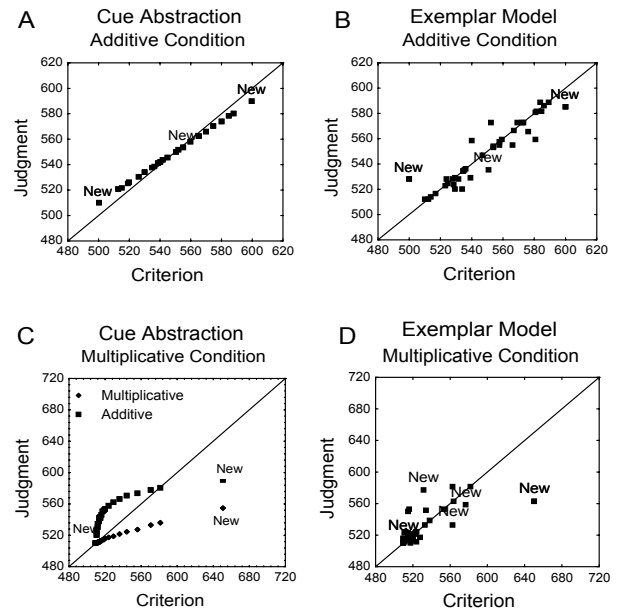 A
Cue Abstraction
Additive Condition
620
600
580
560
540
520
500
480
Judgment
New
New
New
480 500 520 540 560 580 600 620
Criterion
B
Exemplar Model
Additive Condition
620
600
580
560
540
520
500
480
Judgment
New
New
New
480 500 520 540 560 580 600 620
Criterion
C
Cue Abstraction
Multiplicative Condition
720
680
640
600
560
520
480
Judgment
Multiplicative
Additive
New
New
New
480 520 560 600 640 680 720
Criterion
D
Exemplar Model
Multiplicative Condition
720
680
640
600
560
520
480
Judgment
New
New
New
New
New
480 520 560 600 640 680 720
Criterion